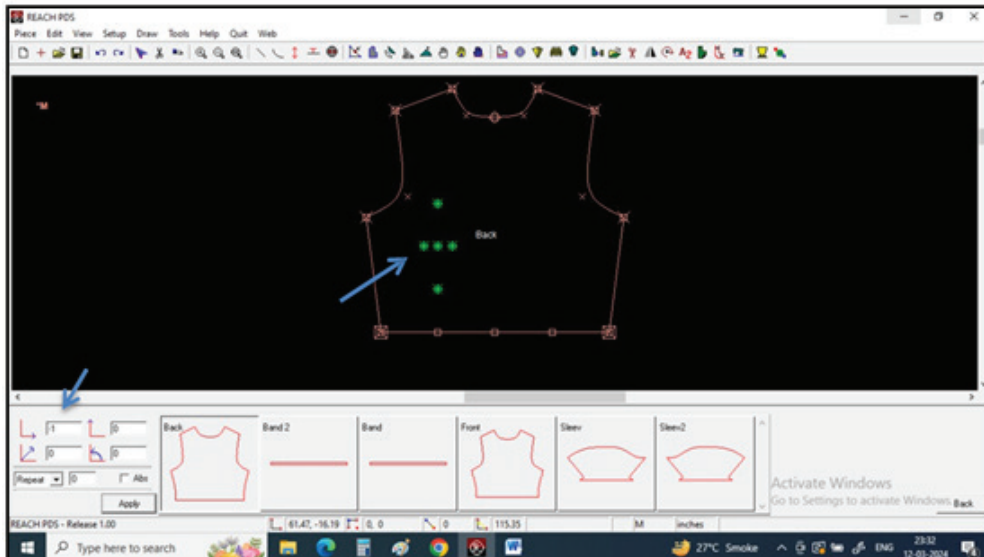 REACH PDS
Piece Edit View Setup Draw Tools Help Quit Web
"M
Back
-1 0
0 0
Repeat 0 Abs
Apply
Back Band 2 Band Front Sleev Sleev2
Activate Windows
Go to Settings to activate Windows.
Back
REACH PDS - Release 1.00 61.47, -16.19 0, 0 0 115.35 M inches
Type here to search 27°C Smoke ENG 23:32
12-03-2024